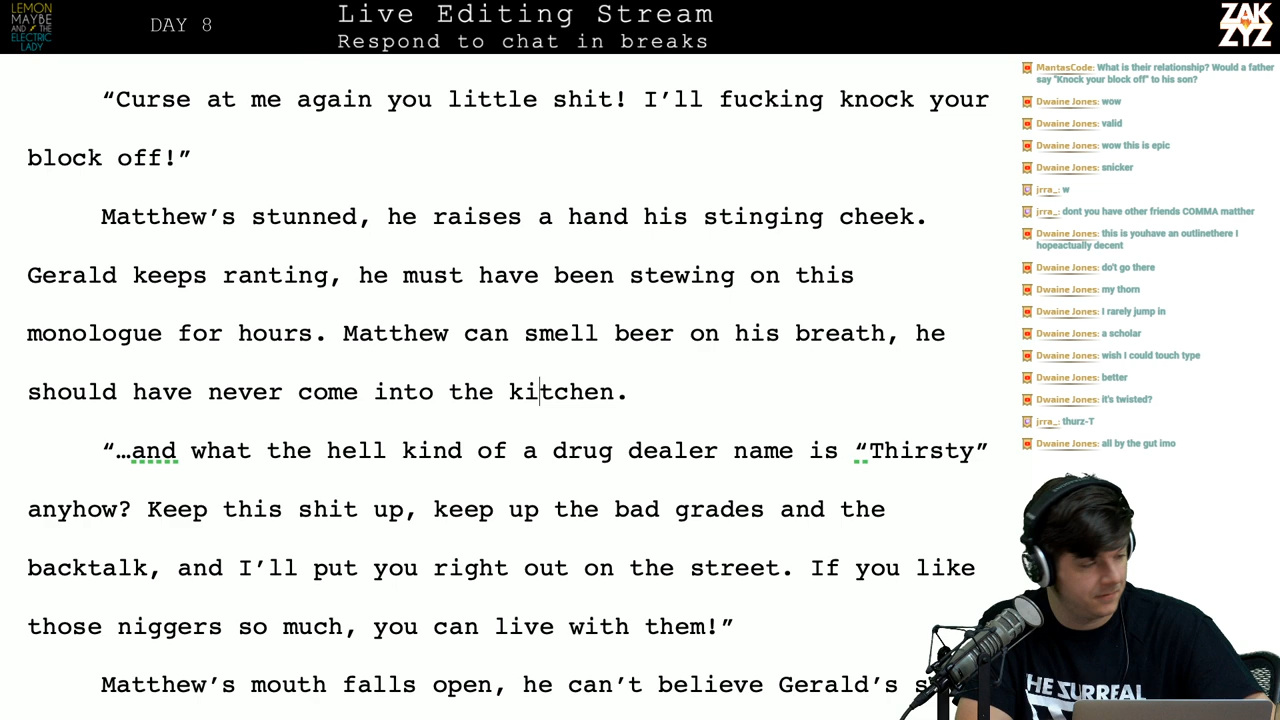 LEMON
MAYBE
AND THE
ELECTRIC
LADY
DAY 8
Live Editing Stream
Respond to chat in breaks
ZAK
ZYZ
“Curse at me again you little shit! I’ll fucking knock your
block off!”
Matthew’s stunned, he raises a hand his stinging cheek.
Gerald keeps ranting, he must have been stewing on this
monologue for hours. Matthew can smell beer on his breath, he
should have never come into the kitchen.
“…and what the hell kind of a drug dealer name is “Thirsty”
anyhow? Keep this shit up, keep up the bad grades and the
backtalk, and I’ll put you right out on the street. If you like
those niggers so much, you can live with them!”
Matthew’s mouth falls open, he can’t believe Gerald’s
MantasCode: What is their relationship? Would a father
say "Knock your block off" to his son?
Dwaine Jones: wow
Dwaine Jones: valid
Dwaine Jones: wow this is epic
Dwaine Jones: snicker
jrra_: w
jrra_: dont you have other friends COMMA matther
Dwaine Jones: this is youhave an outlinethere I
hopeactually decent
Dwaine Jones: do't go there
Dwaine Jones: my thorn
Dwaine Jones: I rarely jump in
Dwaine Jones: a scholar
Dwaine Jones: wish I could touch type
Dwaine Jones: better
Dwaine Jones: it's twisted?
jrra_: thurz-T
Dwaine Jones: all by the gut imo
THE SURREAL